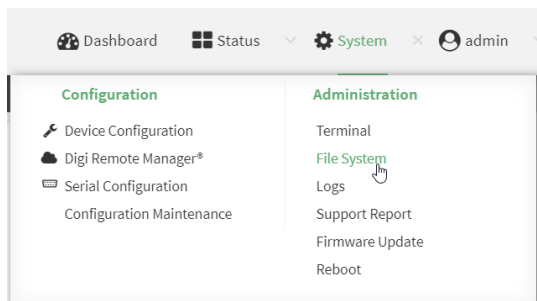 Dashboard Status System admin
Configuration Administration
Device Configuration Terminal
Digi Remote Manager® File System
Serial Configuration Logs
Configuration Maintenance Support Report
Firmware Update
Reboot